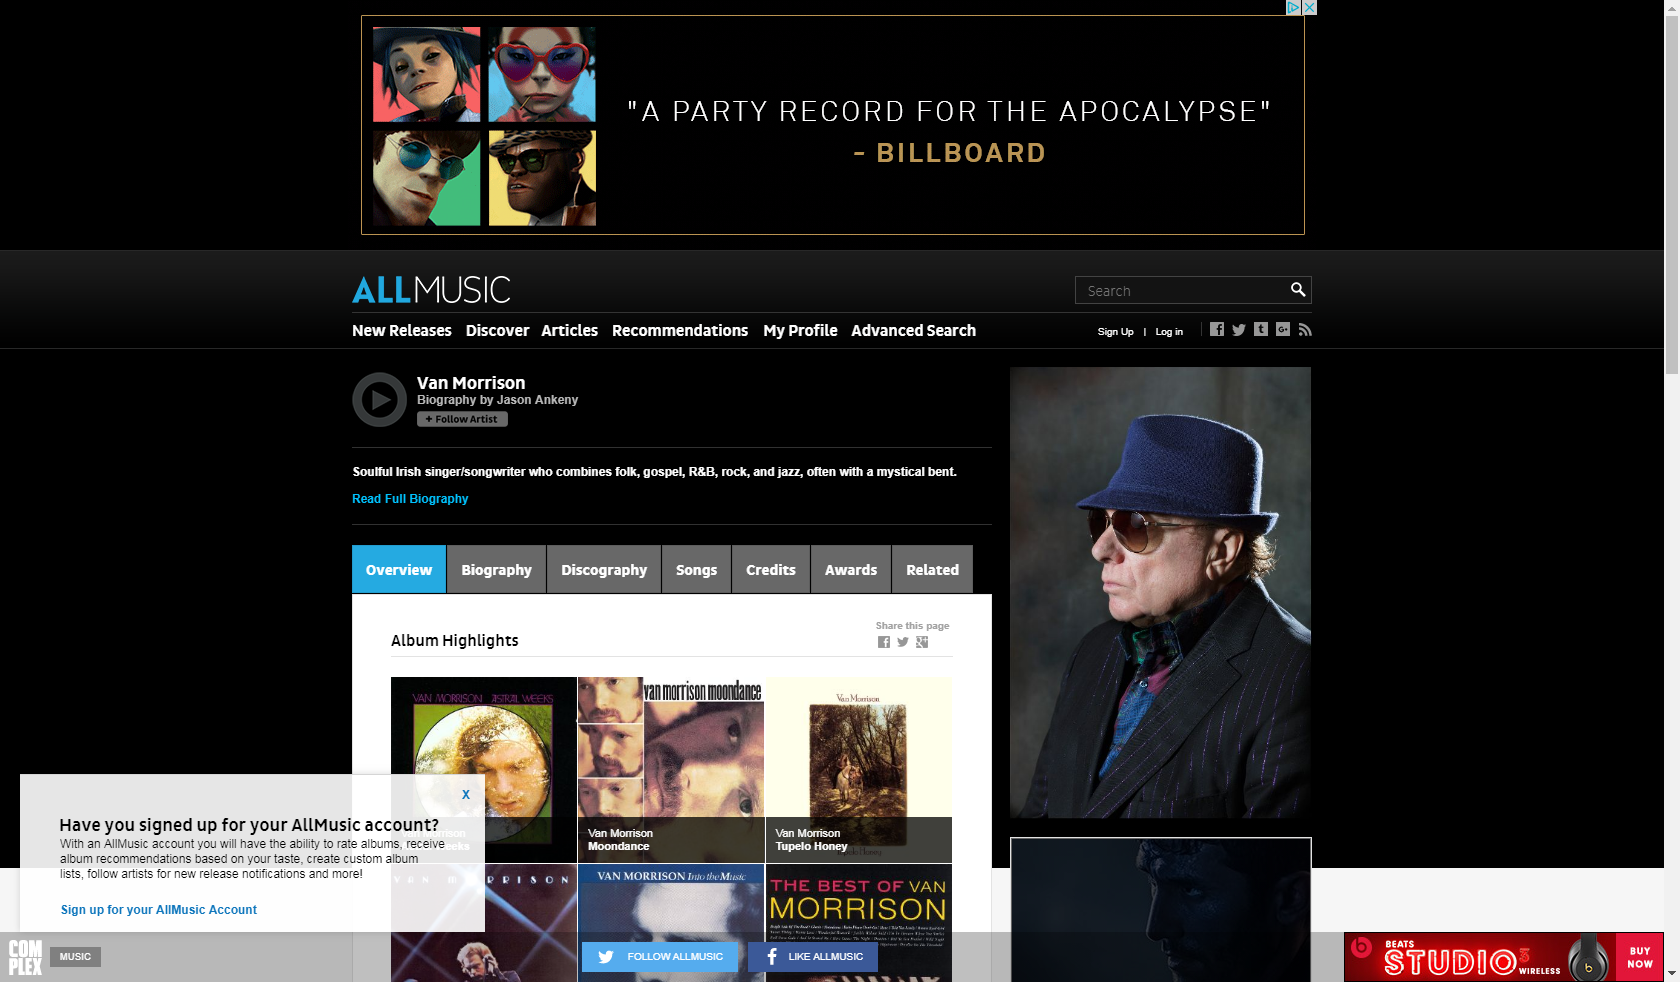 "A PARTY RECORD FOR THE APOCALYPSE"
- BILLBOARD
ALLMUSIC
Search
New Releases Discover Articles Recommendations My Profile Advanced Search
Sign Up | Log in
Van Morrison
Biography by Jason Ankeny
+ Follow Artist
Soulful Irish singer/songwriter who combines folk, gospel, R&B, rock, and jazz, often with a mystical bent.
Read Full Biography
Overview Biography Discography Songs Credits Awards Related
Share this page
Album Highlights
VAN MORRISON ASTRAL WEEKS
van morrison moondance
Van Morrison
Van Morrison
Moondance
Van Morrison
Tupelo Honey
X
Have you signed up for your AllMusic account?
With an AllMusic account you will have the ability to rate albums, receive
album recommendations based on your taste, create custom album
lists, follow artists for new release notifications and more!
Sign up for your AllMusic Account
VAN MORRISON
VAN MORRISON Into the Music
THE BEST OF VAN
MORRISON
COM
PLEX
MUSIC
FOLLOW ALLMUSIC
LIKE ALLMUSIC
BEATS
STUDIO3
WIRELESS
BUY
NOW